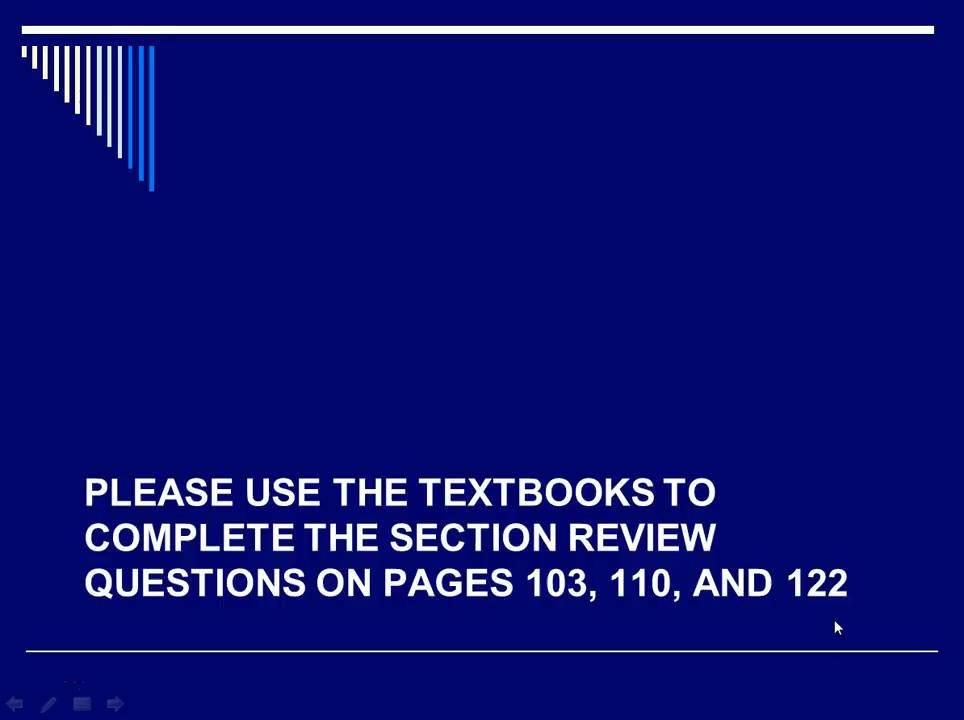 PLEASE USE THE TEXTBOOKS TO
COMPLETE THE SECTION REVIEW
QUESTIONS ON PAGES 103, 110, AND 122